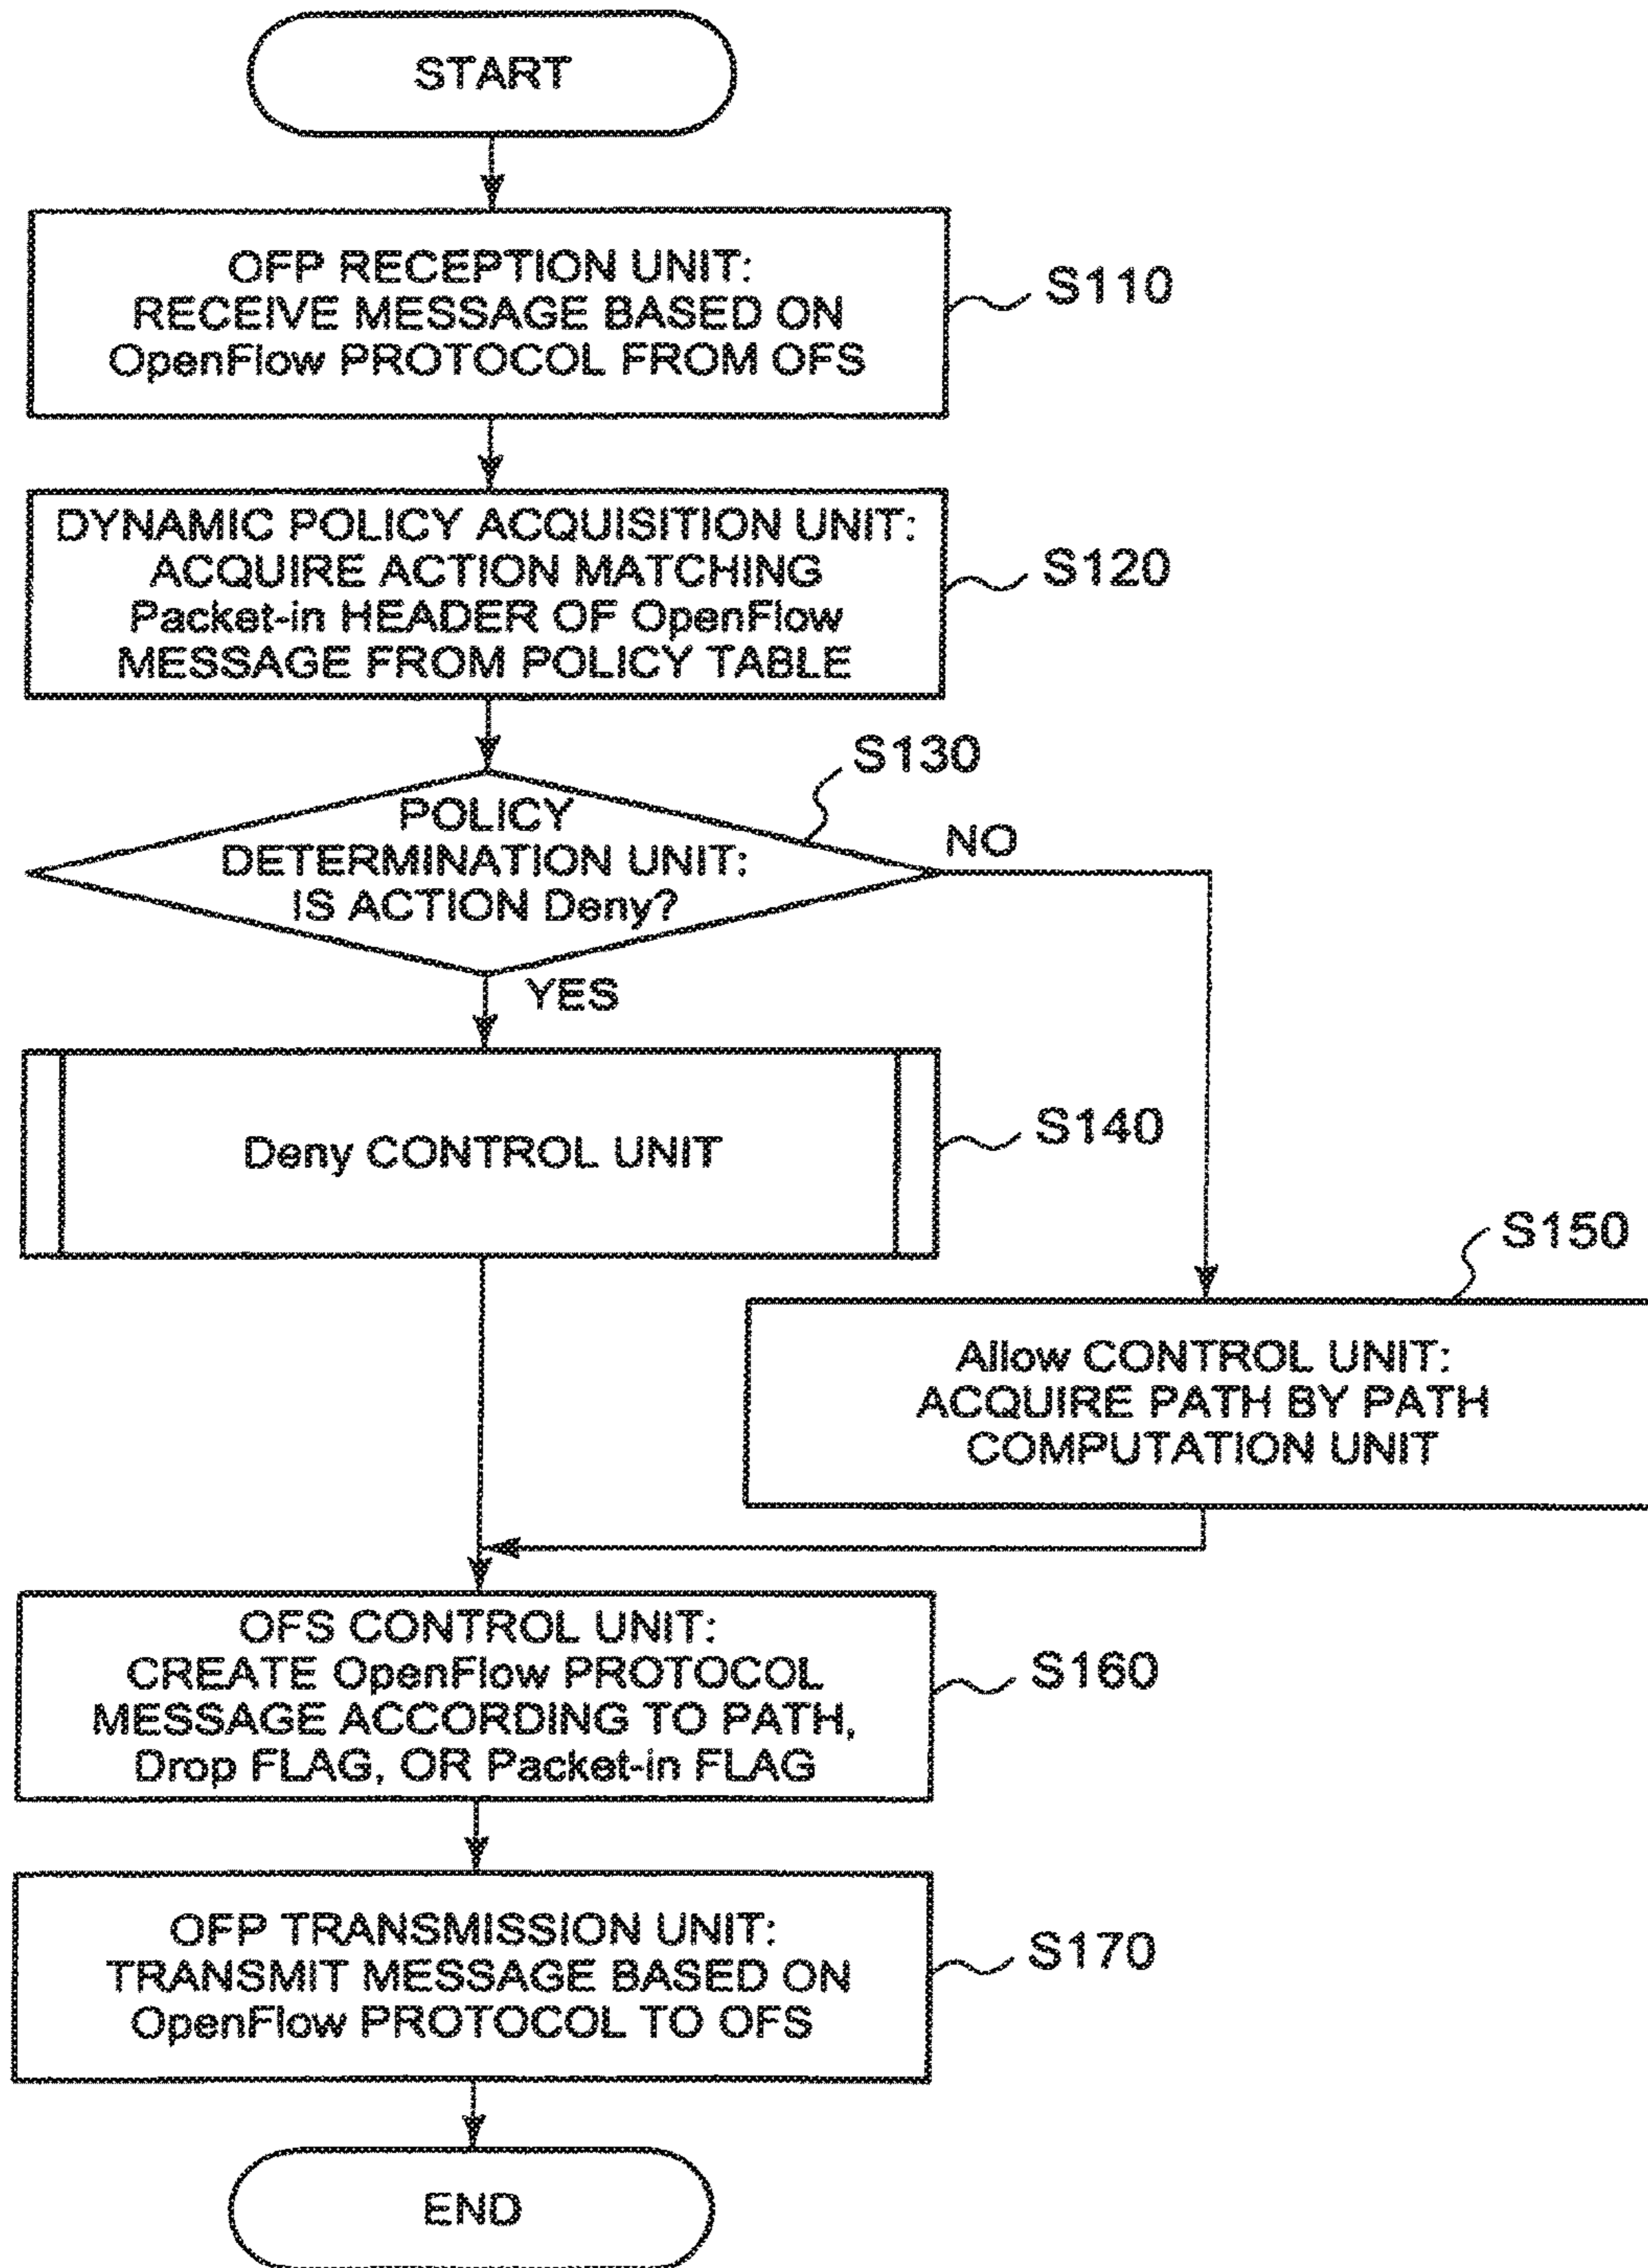 START
OFP RECEPTION UNIT:
RECEIVE MESSAGE BASED ON
OpenFlow PROTOCOL FROM OFS
S110
DYNAMIC POLICY ACQUISITION UNIT:
ACQUIRE ACTION MATCHING
Packet-in HEADER OF OpenFlow
MESSAGE FROM POLICY TABLE
S120
S130
POLICY
DETERMINATION UNIT:
IS ACTION Deny?
NO
YES
Deny CONTROL UNIT
S140
S150
Allow CONTROL UNIT:
ACQUIRE PATH BY PATH
COMPUTATION UNIT
OFS CONTROL UNIT:
CREATE OpenFlow PROTOCOL
MESSAGE ACCORDING TO PATH,
Drop FLAG, OR Packet-in FLAG
S160
OFP TRANSMISSION UNIT:
TRANSMIT MESSAGE BASED ON
OpenFlow PROTOCOL TO OFS
S170
END